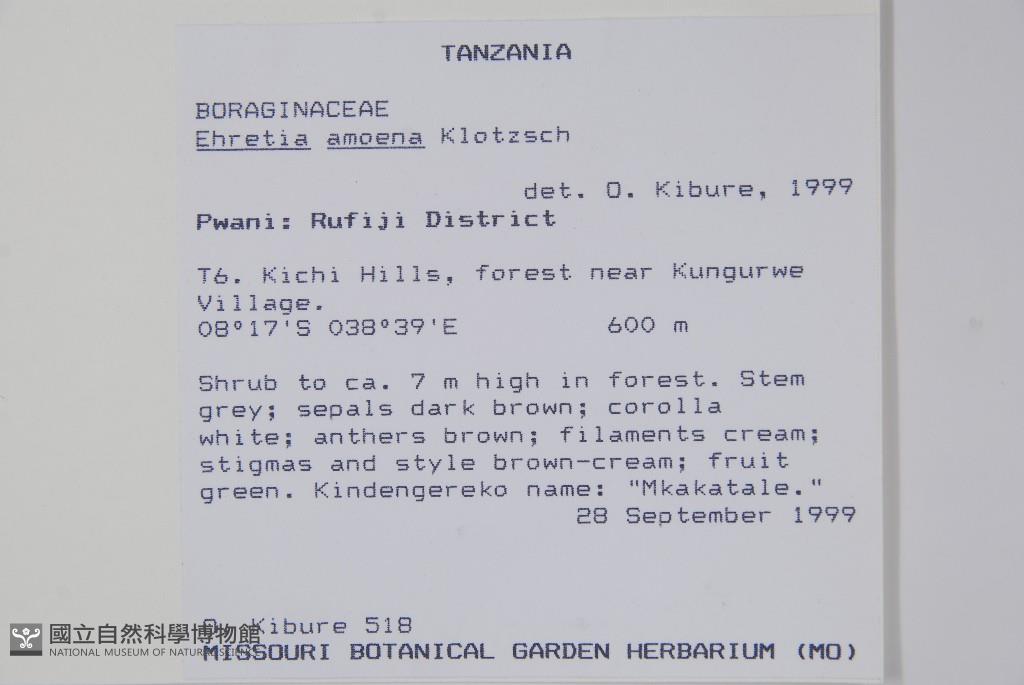 TANZANIA
BORAGINACEAE
Ehretia amoena Klotzsch
det. O. Kibure, 1999
Pwani: Rufiji District
T6. Kichi Hills, forest near Kungurwe
Village.
08°17'S 038°39'E 600 m
Shrub to ca. 7 m high in forest. Stem
grey; sepals dark brown; corolla
white; anthers brown; filaments cream;
stigmas and style brown-cream; fruit
green. Kindengereko name: "Mkakatale."
28 September 1999
O. Kibure 518
MISSOURI BOTANICAL GARDEN HERBARIUM (MO)
國立自然科學博物館
NATIONAL MUSEUM OF NATURAL SCIENCE